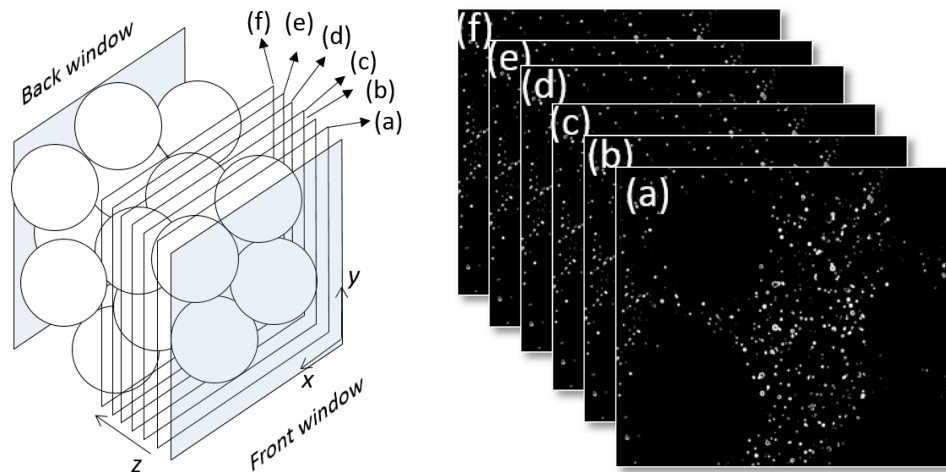 Back window
(f)
(e)
(d)
(c)
(b)
(a)
y
x
z
Front window
(f)
(e)
(d)
(c)
(b)
(a)